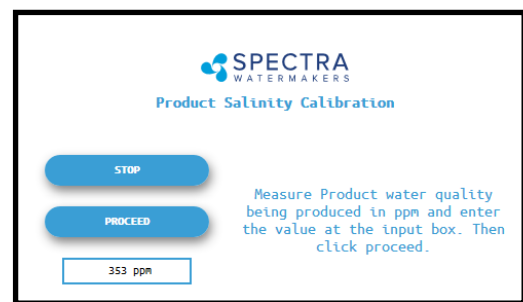 SPECTRA
WATERMAKERS
Product Salinity Calibration
STOP
PROCEED
353 ppm
Measure Product water quality
being produced in ppm and enter
the value at the input box. Then
click proceed.